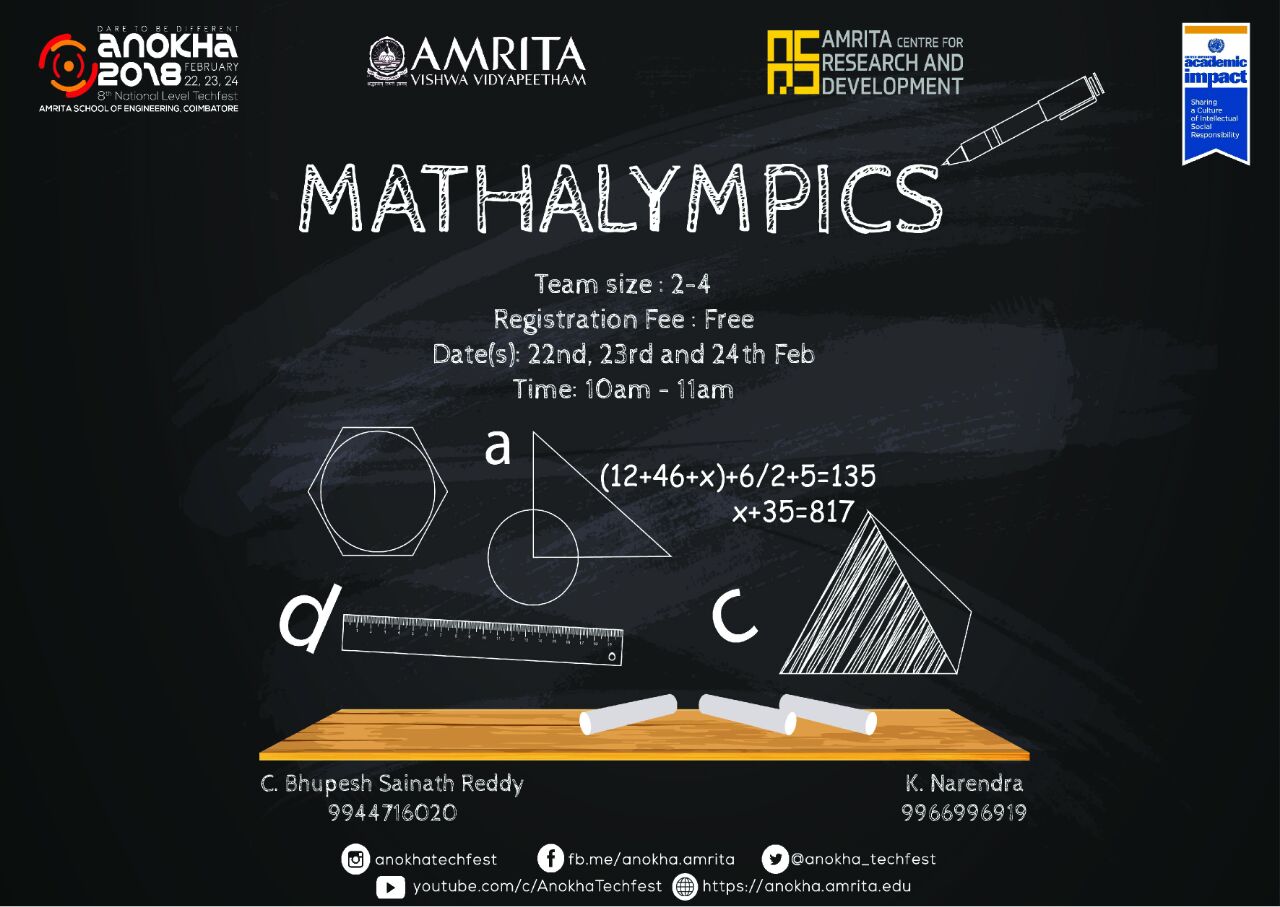 DARE TO BE DIFFERENT
anOKHa
2018 FEBRUARY 22, 23, 24
8th National Level Techfest
AMRITA SCHOOL OF ENGINEERING, COIMBATORE
AMRITA
VISHWA VIDYAPEETHAM
AMRITA CENTRE FOR
RESEARCH AND
DEVELOPMENT
academic
impact
Sharing
a Culture
of Intellectual
Social
Responsibility
MATHALYMPICS
Team size : 2-4
Registration Fee : Free
Date(s): 22nd, 23rd and 24th Feb
Time: 10am - 11am
a
(12+46+x)+6/2+5=135
x+35=817
d
c
C. Bhupesh Sainath Reddy
9944716020
K. Narendra
9966996919
anokhatechfest
fb.me/anokha.amrita
@anokha_techfest
youtube.com/c/AnokhaTechfest
https://anokha.amrita.edu